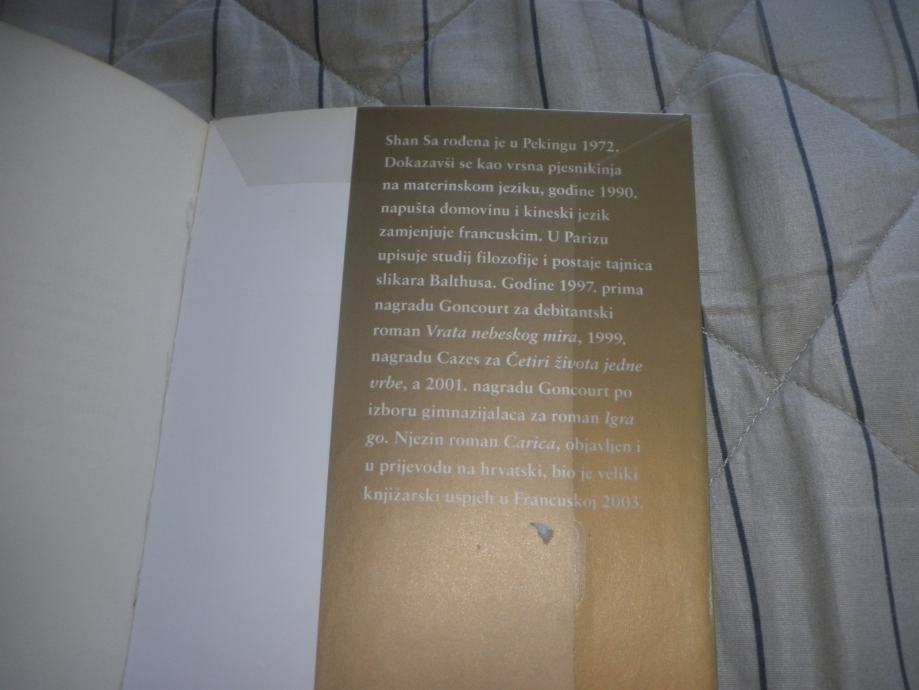 Shan Sa rođena je u Pekingu 1972.
Dokazavši se kao vrsna pjesnikinja
na materinskom jeziku, godine 1990.
napušta domovinu i kineski jezik
zamjenjuje francuskim. U Parizu
upisuje studij filozofije i postaje tajnica
slikara Balthusa. Godine 1997. prima
nagradu Goncourt za debitantski
roman Vrata nebeskog mira, 1999.
nagradu Cazes za Četiri života jedne
vrbe, a 2001. nagradu Goncourt po
izboru gimnazijalaca za roman Igra
go. Njezin roman Carica, objavljen i
u prijevodu na hrvatski, bio je veliki
knjižarski uspjeh u Francuskoj 2003.